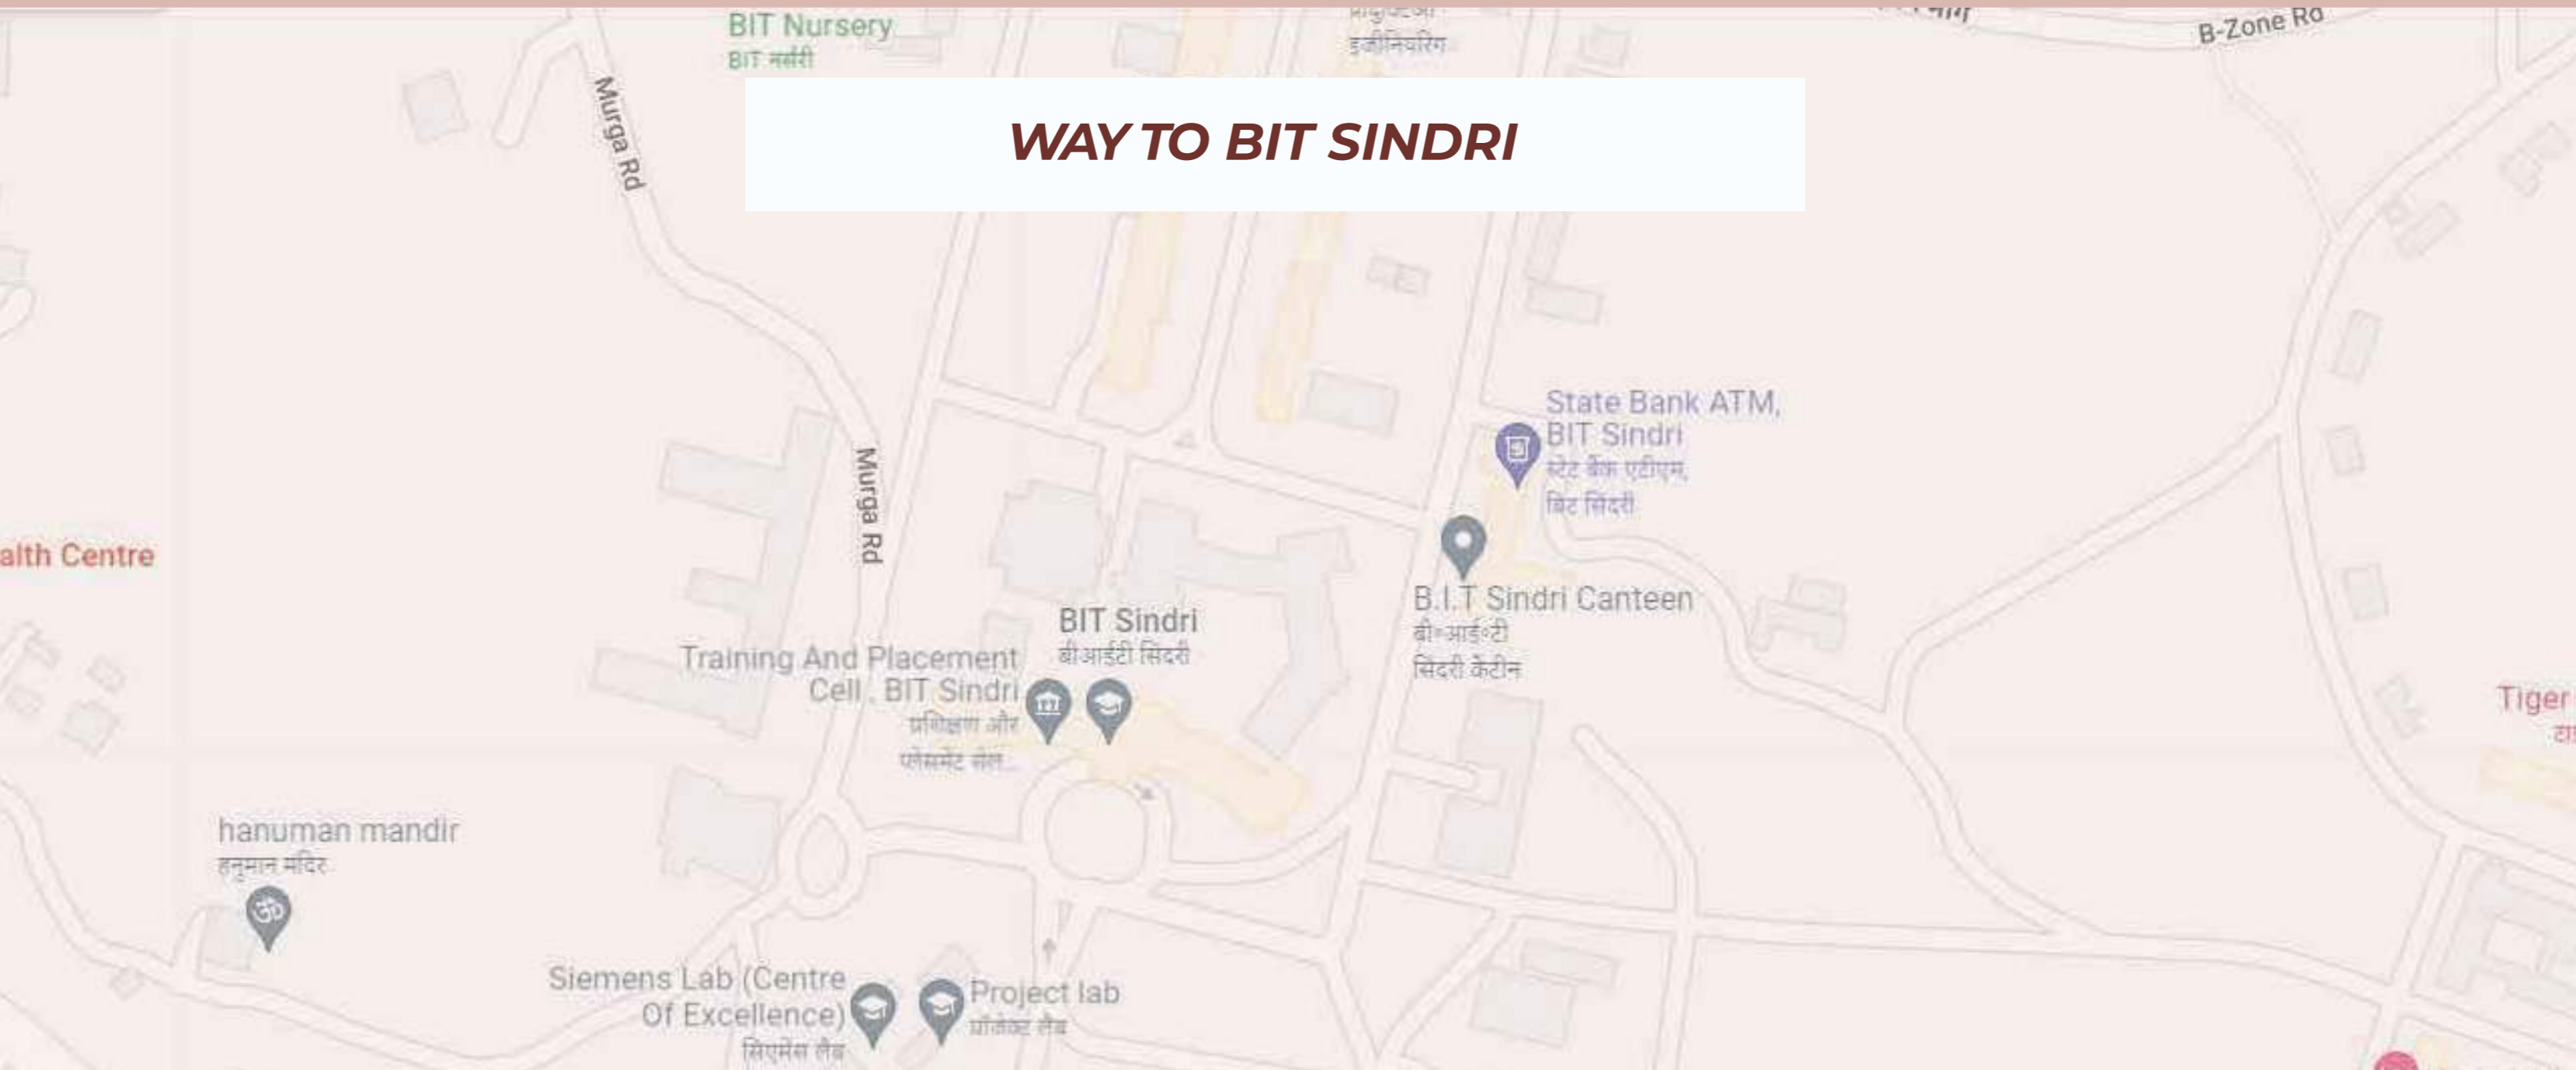 BIT Nursery
BIT नर्सरी
इंजीनियरिंग
B-Zone Rd
Murga Rd
WAY TO BIT SINDRI
State Bank ATM,
BIT Sindri
स्टेट बैंक एटीएम,
बिट सिंदरी
Murga Rd
alth Centre
B.I.T Sindri Canteen
बी॰आई॰टी
सिंदरी कैंटीन
BIT Sindri
बीआईटी सिंदरी
Training And Placement
Cell , BIT Sindri
प्रशिक्षण और
प्लेसमेंट सेल...
Tiger
hanuman mandir
हनुमान मंदिर
Siemens Lab (Centre
Of Excellence)
सिएमेंस लैब
Project lab
प्रॉजेक्ट लैब